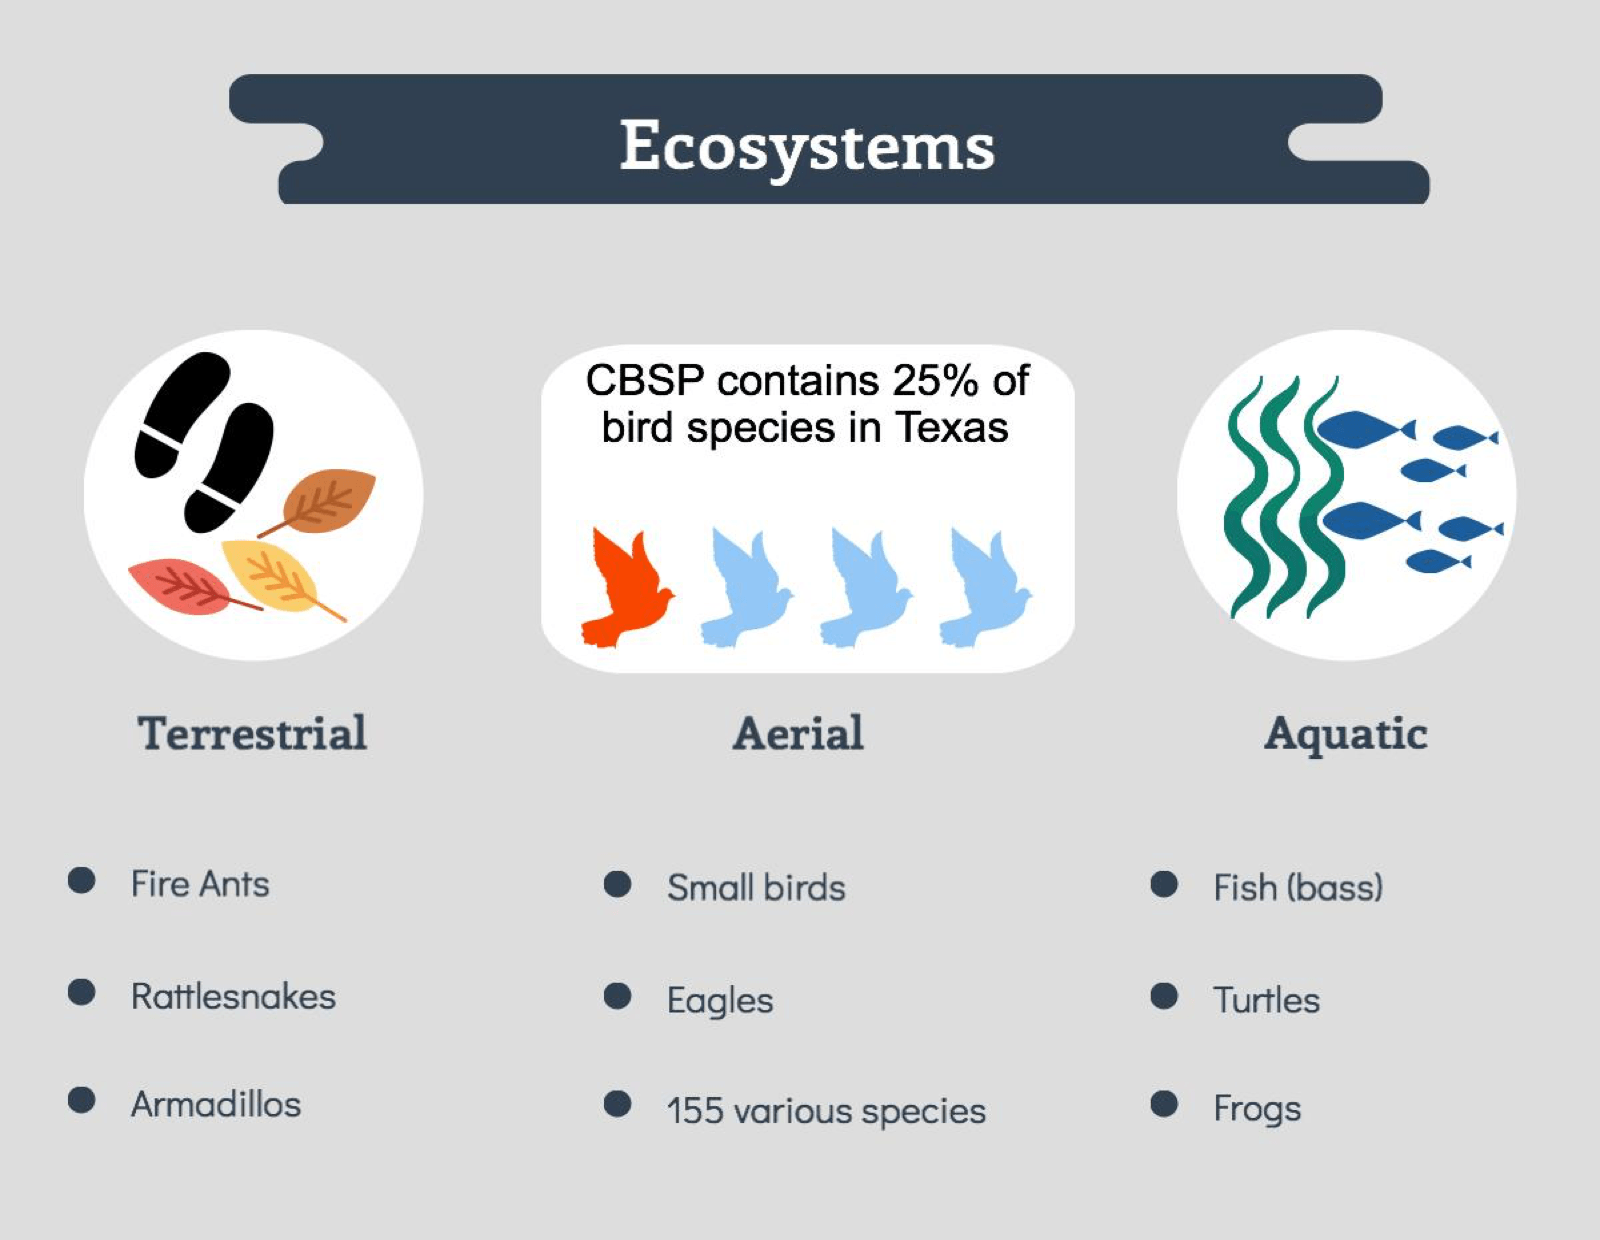 Ecosystems
CBSP contains 25% of
bird species in Texas
Terrestrial
Aerial
Aquatic
Fire Ants
Rattlesnakes
Armadillos
Small birds
Eagles
155 various species
Fish (bass)
Turtles
Frogs